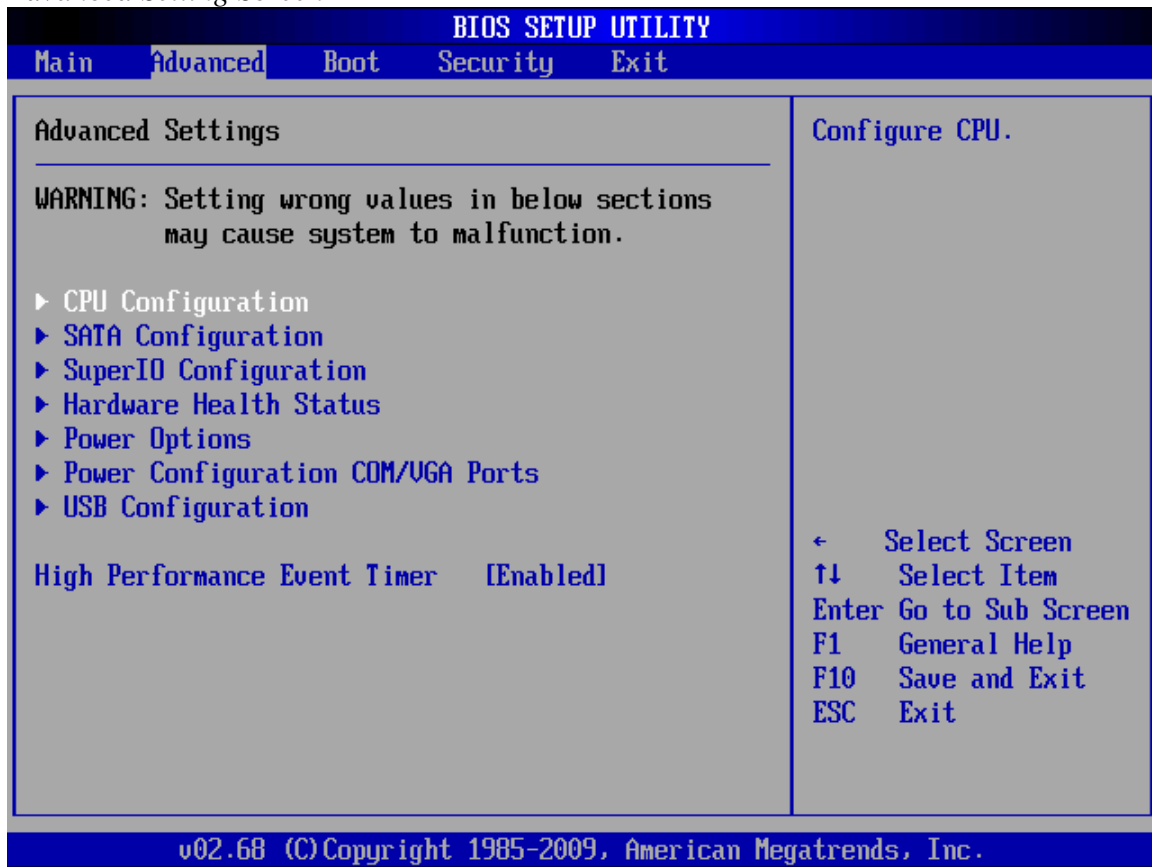 Advanced Setting Screen
BIOS SETUP UTILITY
Main Advanced Boot Security Exit
Advanced Settings
WARNING: Setting wrong values in below sections
may cause system to malfunction.
▶ CPU Configuration
▶ SATA Configuration
▶ SuperIO Configuration
▶ Hardware Health Status
▶ Power Options
▶ Power Configuration COM/VGA Ports
▶ USB Configuration
High Performance Event Timer [Enabled]
Configure CPU.
← Select Screen
↑↓ Select Item
Enter Go to Sub Screen
F1 General Help
F10 Save and Exit
ESC Exit
v02.68 (C)Copyright 1985-2009, American Megatrends, Inc.